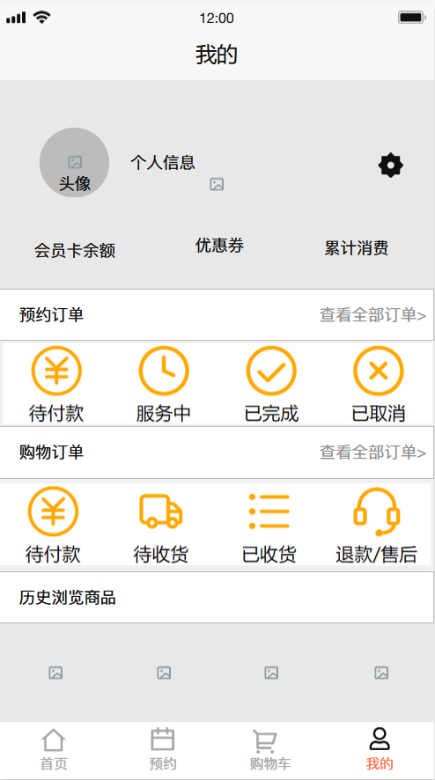 12:00
我的
个人信息
头像
会员卡余额 优惠券 累计消费
预约订单 查看全部订单>
待付款 服务中 已完成 已取消
购物订单 查看全部订单>
待付款 待收货 已收货 退款/售后
历史浏览商品
首页 预约 购物车 我的